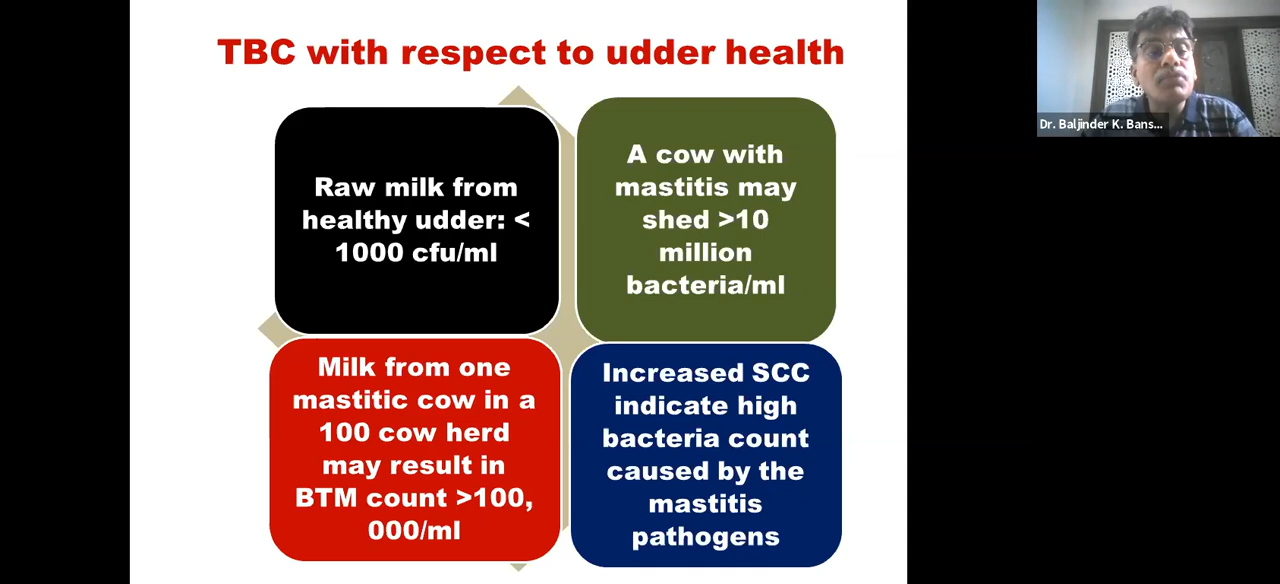 TBC with respect to udder health
Raw milk from
healthy udder: <
1000 cfu/ml
A cow with
mastitis may
shed >10
million
bacteria/ml
Milk from one
mastitic cow in a
100 cow herd
may result in
BTM count >100,
000/ml
Increased SCC
indicate high
bacteria count
caused by the
mastitis
pathogens
Dr. Baljinder K. Bans...